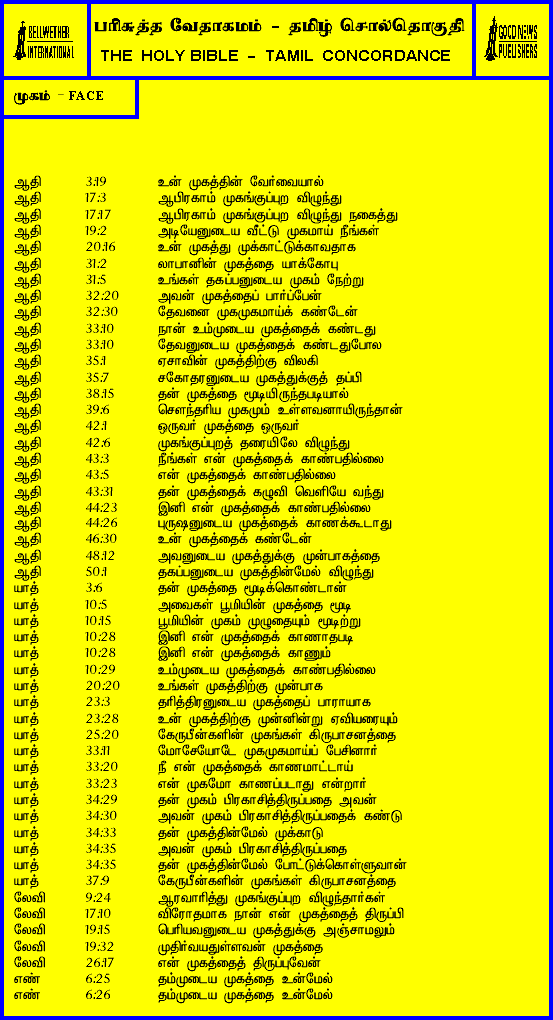 BELLWETHER
INTERNATIONAL
பரிசுத்த வேதாகமம் - தமிழ் சொல்தொகுதி
THE HOLY BIBLE - TAMIL CONCORDANCE
GOOD NEWS
PUBLISHERS
முகம் - FACE
ஆதி 3:19 உன் முகத்தின் வேர்வையால்
ஆதி 17:3 ஆபிரகாம் முகங்குப்புற விழுந்து
ஆதி 17:17 ஆபிரகாம் முகங்குப்புற விழுந்து நகைத்து
ஆதி 19:2 அடியேனுடைய வீட்டு முகமாய் நீங்கள்
ஆதி 20:16 உன் முகத்து முக்காட்டுக்காவதாக
ஆதி 31:2 லாபானின் முகத்தை யாக்கோபு
ஆதி 31:5 உங்கள் தகப்பனுடைய முகம் நேற்று
ஆதி 32:20 அவன் முகத்தைப் பார்ப்பேன்
ஆதி 32:30 தேவனை முகமுகமாய்க் கண்டேன்
ஆதி 33:10 நான் உம்முடைய முகத்தைக் கண்டது
ஆதி 33:10 தேவனுடைய முகத்தைக் கண்டதுபோல
ஆதி 35:1 ஏசாவின் முகத்திற்கு விலகி
ஆதி 35:7 சகோதரனுடைய முகத்துக்குத் தப்பி
ஆதி 38:15 தன் முகத்தை மூடியிருந்தபடியால்
ஆதி 39:6 சௌந்தரிய முகமும் உள்ளவனாயிருந்தான்
ஆதி 42:1 ஒருவர் முகத்தை ஒருவர்
ஆதி 42:6 முகங்குப்புறத் தரையிலே விழுந்து
ஆதி 43:3 நீங்கள் என் முகத்தைக் காண்பதில்லை
ஆதி 43:5 என் முகத்தைக் காண்பதில்லை
ஆதி 43:31 தன் முகத்தைக் கழுவி வெளியே வந்து
ஆதி 44:23 இனி என் முகத்தைக் காண்பதில்லை
ஆதி 44:26 புருஷனுடைய முகத்தைக் காணக்கூடாது
ஆதி 46:30 உன் முகத்தைக் கண்டேன்
ஆதி 48:12 அவனுடைய முகத்துக்கு முன்பாகத்தை
ஆதி 50:1 தகப்பனுடைய முகத்தின்மேல் விழுந்து
யாத் 3:6 தன் முகத்தை மூடிக்கொண்டான்
யாத் 10:5 அவைகள் பூமியின் முகத்தை மூடி
யாத் 10:15 பூமியின் முகம் முழுதையும் மூடிற்று
யாத் 10:28 இனி என் முகத்தைக் காணாதபடி
யாத் 10:28 இனி என் முகத்தைக் காணும்
யாத் 10:29 உம்முடைய முகத்தைக் காண்பதில்லை
யாத் 20:20 உங்கள் முகத்திற்கு முன்பாக
யாத் 23:3 தரித்திரனுடைய முகத்தைப் பாராயாக
யாத் 23:28 உன் முகத்திற்கு முன்னின்று ஏவியரையும்
யாத் 25:20 கேருபீன்களின் முகங்கள் கிருபாசனத்தை
யாத் 33:11 மோசேயோடே முகமுகமாய்ப் பேசினார்
யாத் 33:20 நீ என் முகத்தைக் காணமாட்டாய்
யாத் 33:23 என் முகமோ காணப்படாது என்றார்
யாத் 34:29 தன் முகம் பிரகாசித்திருப்பதை அவன்
யாத் 34:30 அவன் முகம் பிரகாசித்திருப்பதைக் கண்டு
யாத் 34:33 தன் முகத்தின்மேல் முக்காடு
யாத் 34:35 அவன் முகம் பிரகாசித்திருப்பதை
யாத் 34:35 தன் முகத்தின்மேல் போட்டுக்கொள்ளுவான்
யாத் 37:9 கேருபீன்களின் முகங்கள் கிருபாசனத்தை
லேவி 9:24 ஆரவாரித்து முகங்குப்புற விழுந்தார்கள்
லேவி 17:10 விரோதமாக நான் என் முகத்தைத் திருப்பி
லேவி 19:15 பெரியவனுடைய முகத்துக்கு அஞ்சாமலும்
லேவி 19:32 முதிர்வயதுள்ளவன் முகத்தை
லேவி 26:17 என் முகத்தைத் திருப்புவேன்
எண் 6:25 தம்முடைய முகத்தை உன்மேல்
எண் 6:26 தம்முடைய முகத்தை உன்மேல்